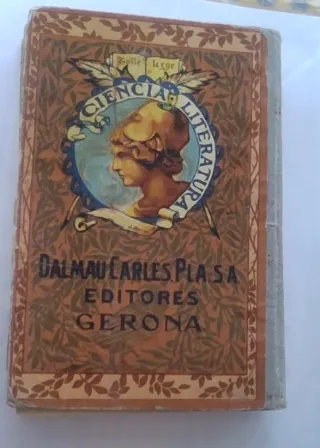 Tolle Lege
CIENCIA LITERATURA
DALMAU CARLES, PLA. S.A
EDITORES
GERONA